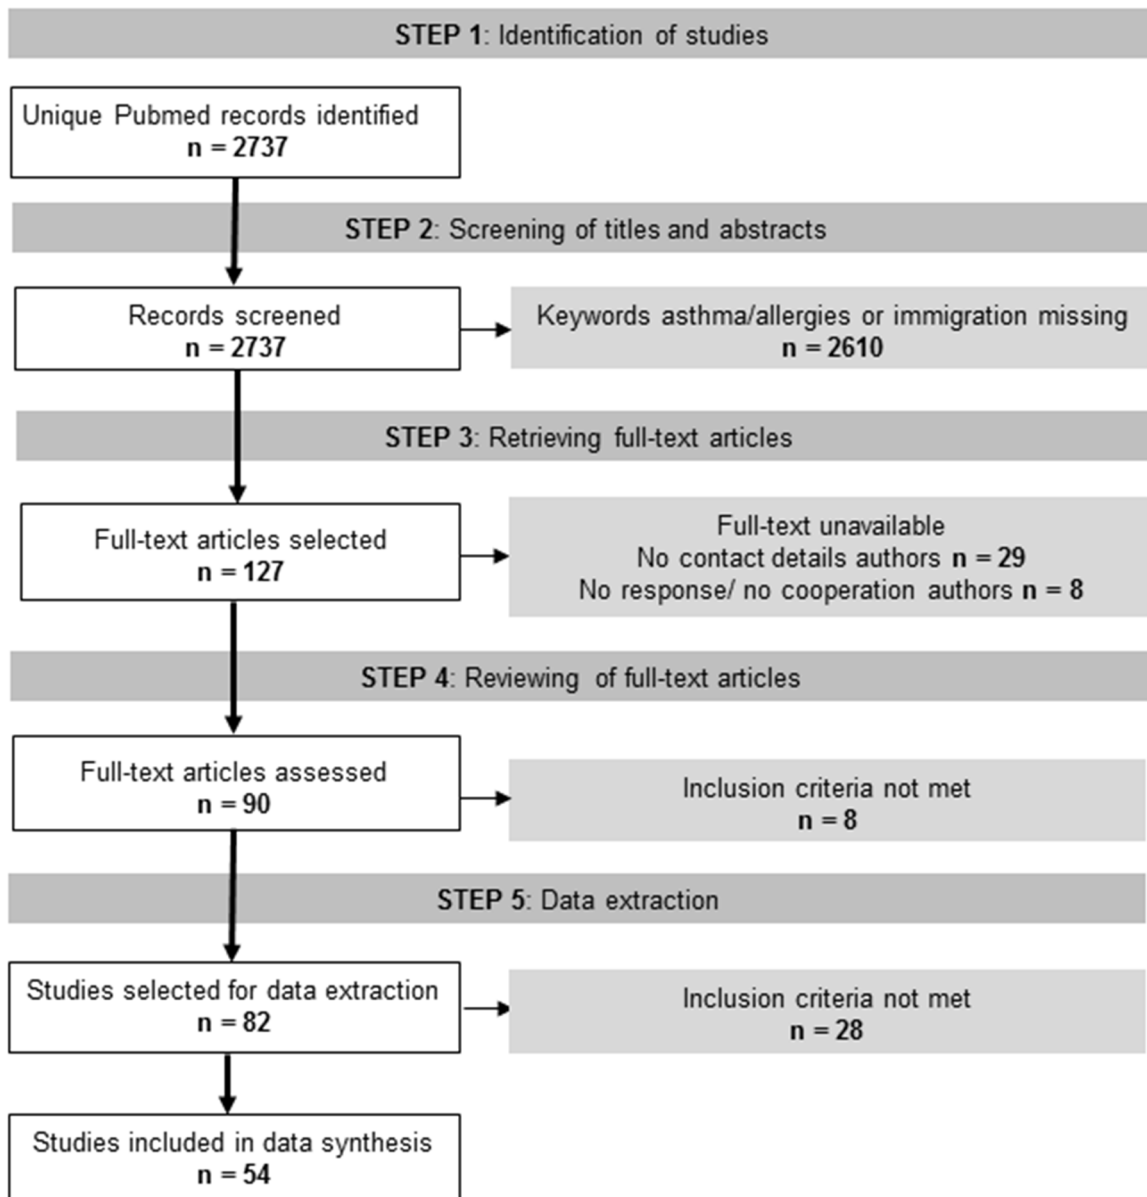 STEP 1: Identification of studies
Unique Pubmed records identified
n = 2737
STEP 2: Screening of titles and abstracts
Records screened
n = 2737
Keywords asthma/allergies or immigration missing
n = 2610
STEP 3: Retrieving full-text articles
Full-text articles selected
n = 127
Full-text unavailable
No contact details authors n = 29
No response/ no cooperation authors n = 8
STEP 4: Reviewing of full-text articles
Full-text articles assessed
n = 90
Inclusion criteria not met
n = 8
STEP 5: Data extraction
Studies selected for data extraction
n = 82
Inclusion criteria not met
n = 28
Studies included in data synthesis
n = 54